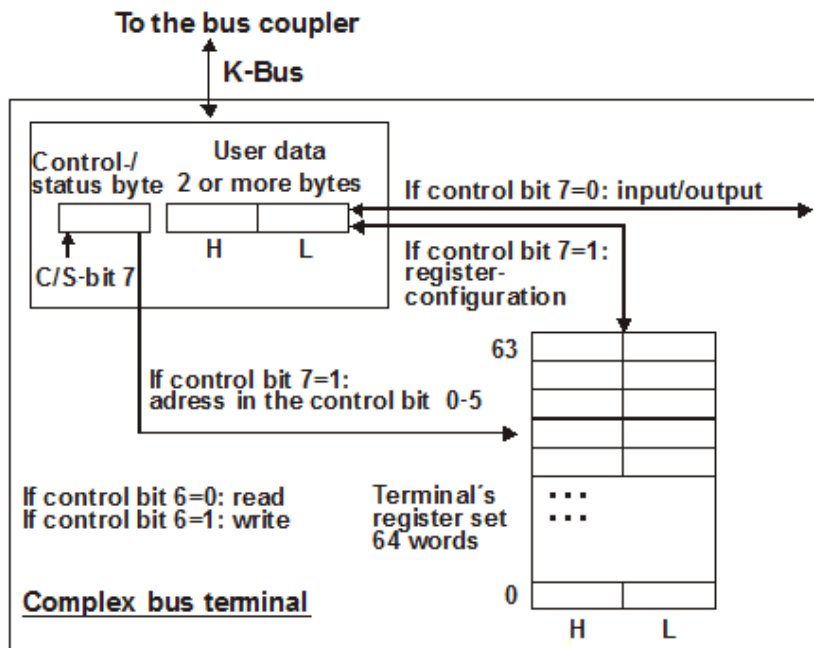 To the bus coupler
K-Bus
Control-/
status byte
User data
2 or more bytes
H
L
C/S-bit 7
If control bit 7=0: input/output
If control bit 7=1:
register-
configuration
If control bit 7=1:
adress in the control bit 0-5
63
If control bit 6=0: read
If control bit 6=1: write
Terminal´s
register set
64 words
...
...
0
H
L
Complex bus terminal